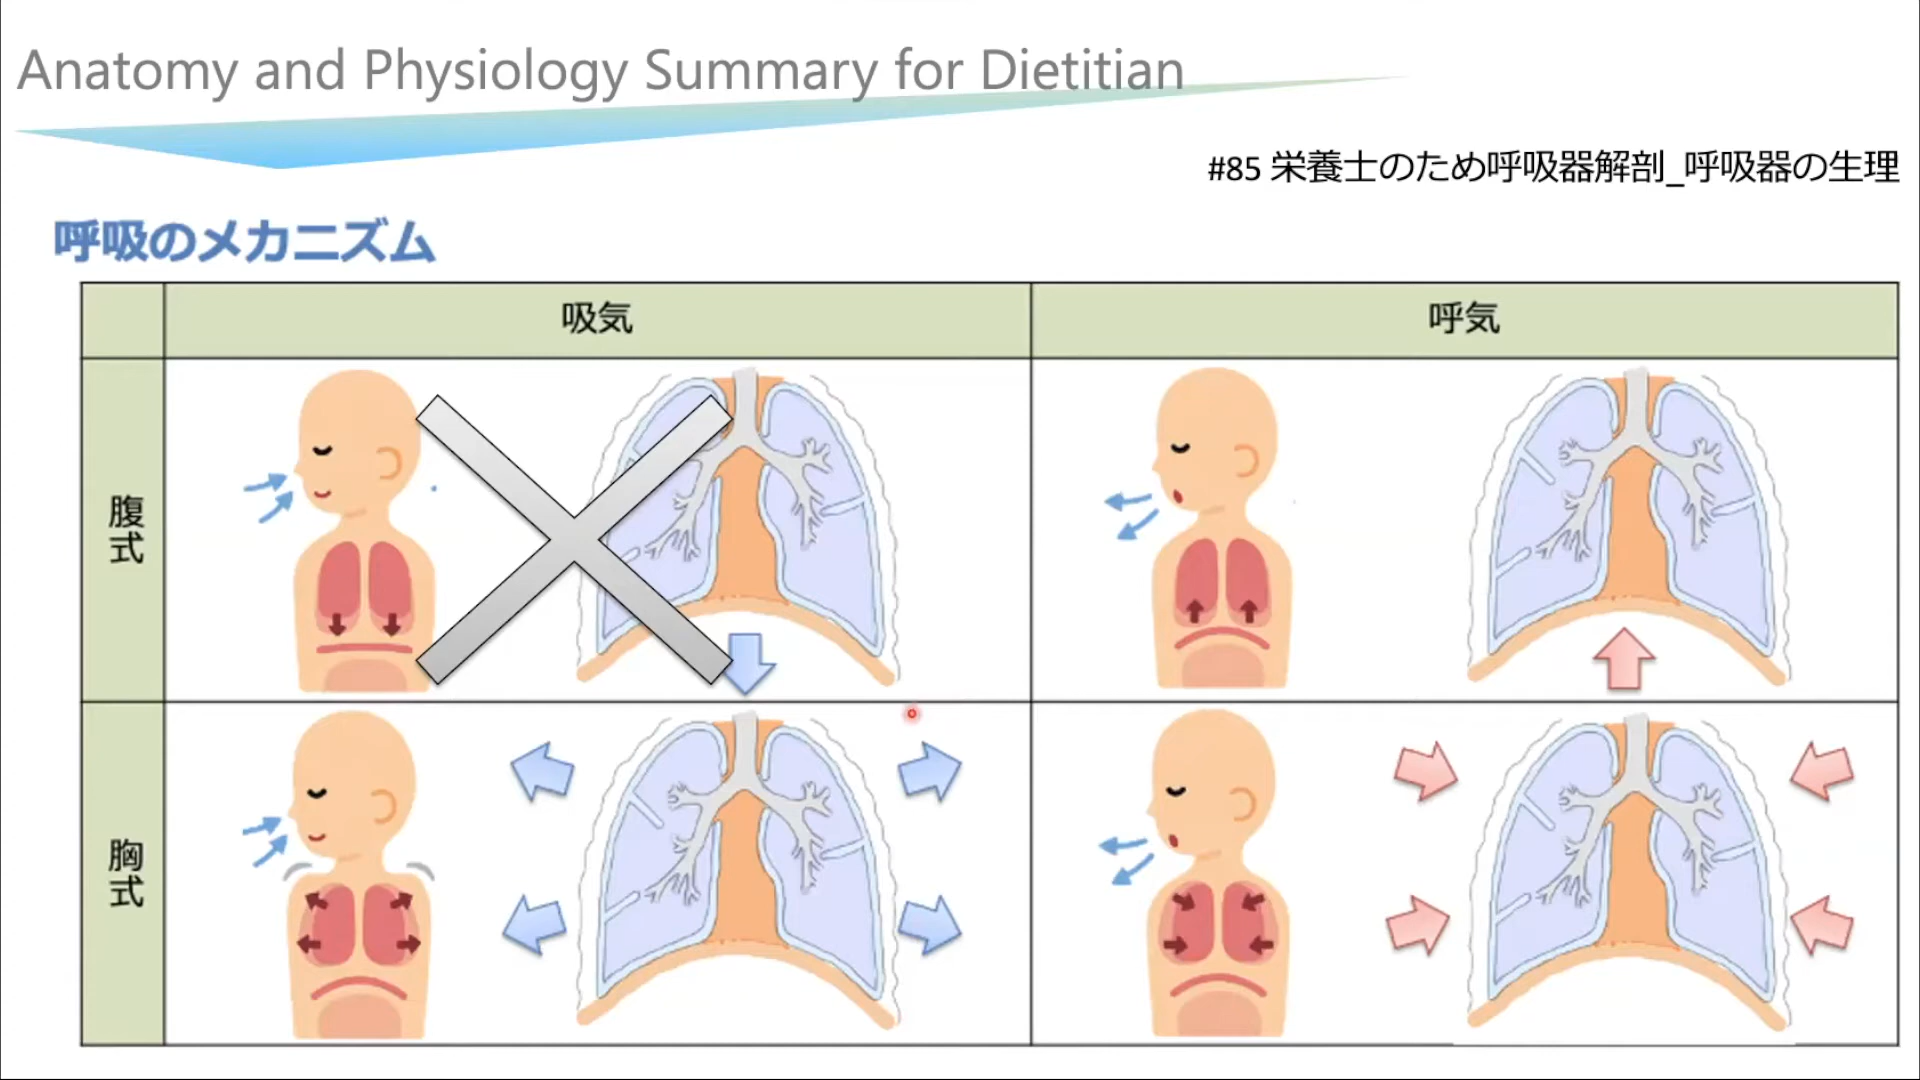 Anatomy and Physiology Summary for Dietitian
#85 栄養士のため呼吸器解剖_呼吸器の生理
呼吸のメカニズム
吸気
呼気
腹式
胸式